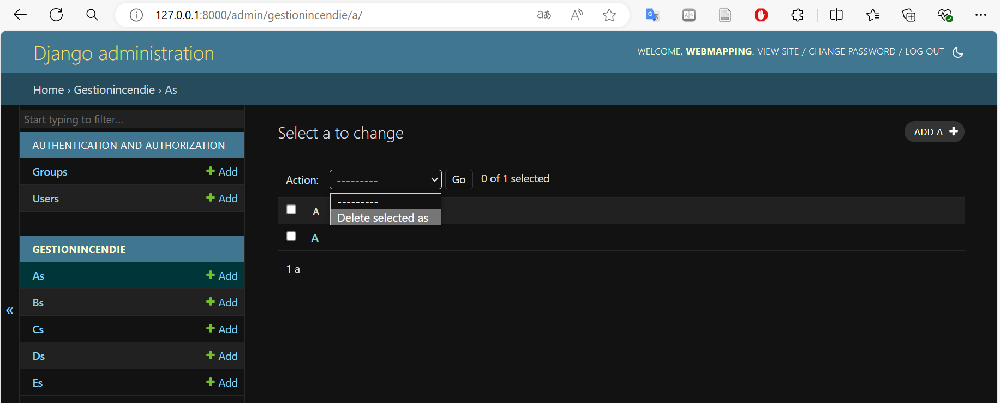 127.0.0.1:8000/admin/gestionincendie/a/
Django administration
WELCOME, WEBMAPPING. VIEW SITE / CHANGE PASSWORD / LOG OUT
Home › Gestionincendie › As
Start typing to filter...
AUTHENTICATION AND AUTHORIZATION
Groups Add
Users Add
GESTIONINCENDIE
As Add
Bs Add
Cs Add
Ds Add
Es Add
Select a to change
ADD A
Action: --------- Go 0 of 1 selected
---------
Delete selected as
A
A
1 a